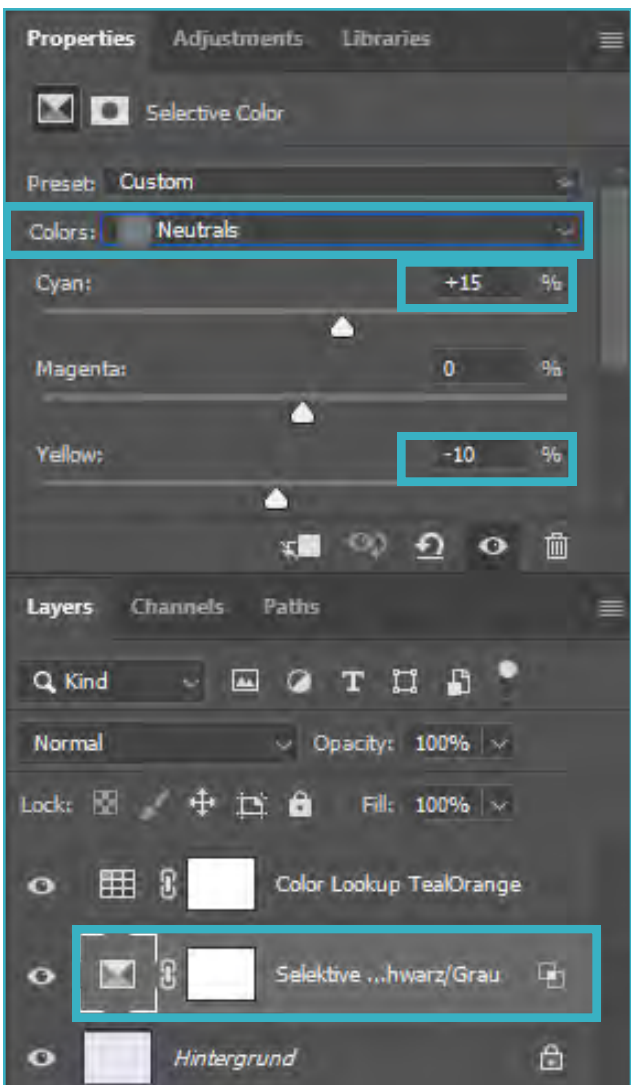 Properties Adjustments Libraries
Selective Color
Preset: Custom
Colors: Neutrals
Cyan: +15 %
Magenta: 0 %
Yellow: -10 %
Layers Channels Paths
Kind T
Normal Opacity: 100%
Lock: Fill: 100%
Color Lookup TealOrange
Selektive ...hwarz/Grau
Hintergrund